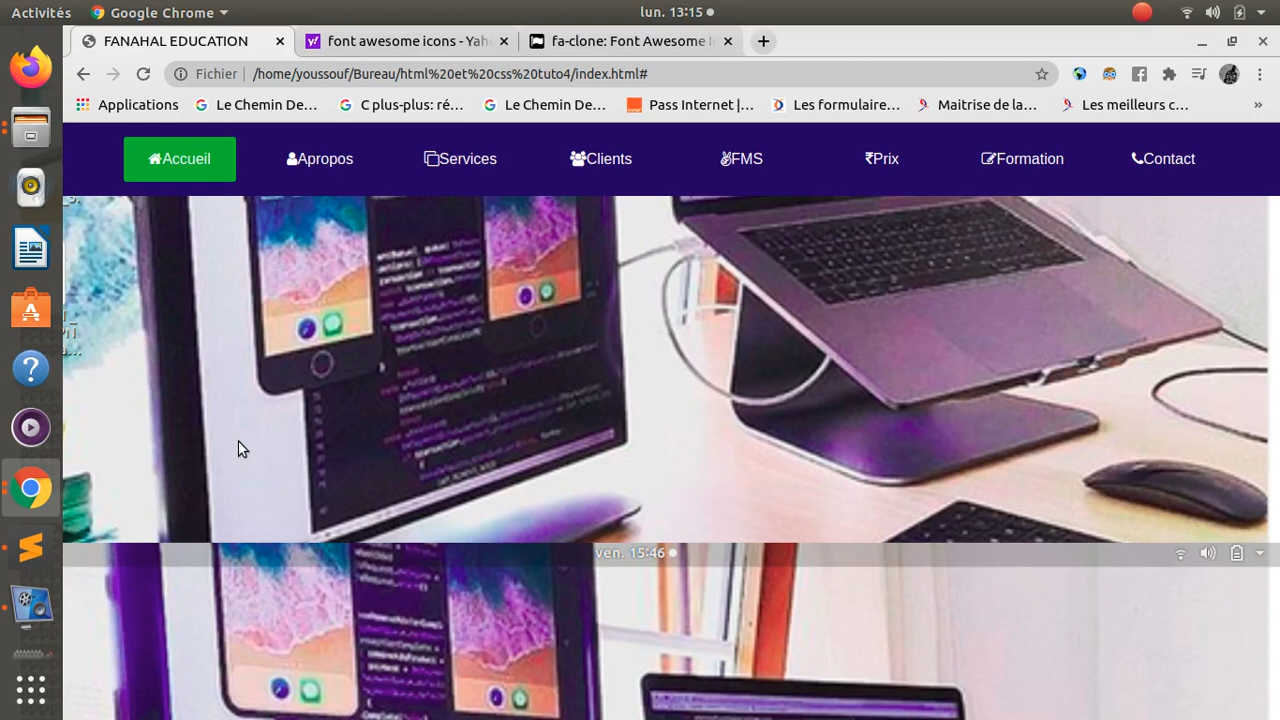 Activités Google Chrome lun. 13:15
FANAHAL EDUCATION font awesome icons - Yah fa-clone: Font Awesome I
Fichier /home/youssouf/Bureau/html%20et%20css%20tuto4/index.html#
Applications Le Chemin De... C plus-plus: ré... Le Chemin De... Pass Internet |... Les formulaire... Maitrise de la... Les meilleurs c... »
Accueil Apropos Services Clients FMS Prix Formation Contact
ven. 15:46